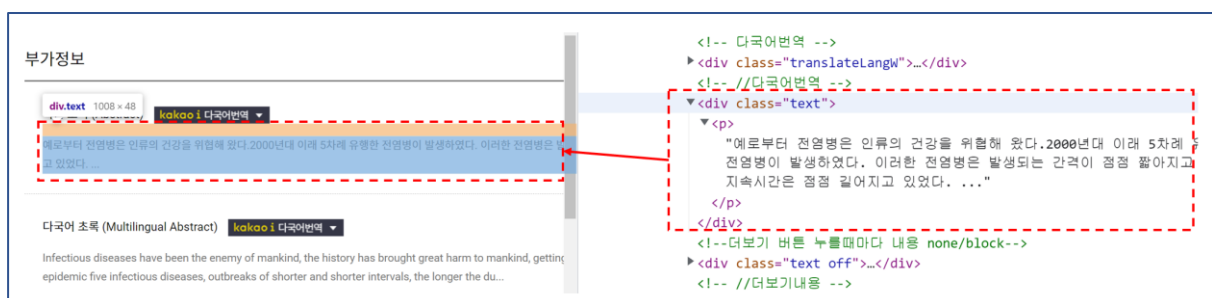 부가정보
div.text 1008 × 48
(Abstract) kakao i 다국어번역 ▼
예로부터 전염병은 인류의 건강을 위협해 왔다.2000년대 이래 5차례 유행한 전염병이 발생하였다. 이러한 전염병은
고 있었다. ...
다국어 초록 (Multilingual Abstract) kakao i 다국어번역 ▼
Infectious diseases have been the enemy of mankind, the history has brought great harm to mankind, getting
epidemic five infectious diseases, outbreaks of shorter and shorter intervals, the longer the du...
<!-- 다국어번역 -->
▶<div class="translateLangW">…</div>
<!-- //다국어번역 -->
▼<div class="text">
▼<p>
"예로부터 전염병은 인류의 건강을 위협해 왔다.2000년대 이래 5차례
전염병이 발생하였다. 이러한 전염병은 발생되는 간격이 점점 짧아지고
지속시간은 점점 길어지고 있었다. ..."
</p>
</div>
<!--더보기 버튼 누를때마다 내용 none/block-->
▶<div class="text off">…</div>
<!-- //더보기내용 -->